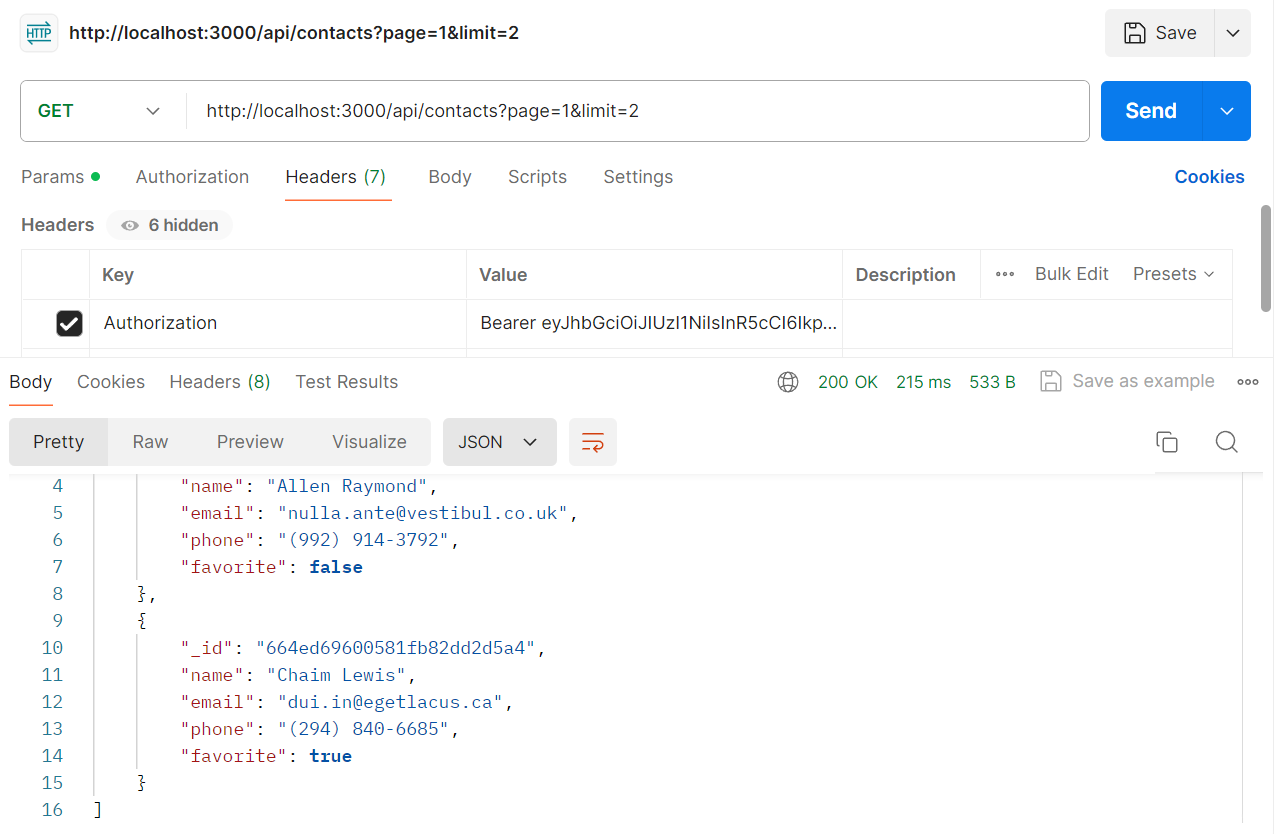 HTTP http://localhost:3000/api/contacts?page=1&limit=2 Save
GET http://localhost:3000/api/contacts?page=1&limit=2 Send
Params Authorization Headers (7) Body Scripts Settings Cookies
Headers 6 hidden
Key Value Description Bulk Edit Presets
Authorization Bearer eyJhbGciOiJIUzI1NiIsInR5cCI6Ikp...
Body Cookies Headers (8) Test Results 200 OK 215 ms 533 B Save as example
Pretty Raw Preview Visualize JSON
4 "name": "Allen Raymond",
5 "email": "nulla.ante@vestibul.co.uk",
6 "phone": "(992) 914-3792",
7 "favorite": false
8 },
9 {
10 "_id": "664ed69600581fb82dd2d5a4",
11 "name": "Chaim Lewis",
12 "email": "dui.in@egetlacus.ca",
13 "phone": "(294) 840-6685",
14 "favorite": true
15 }
16 ]